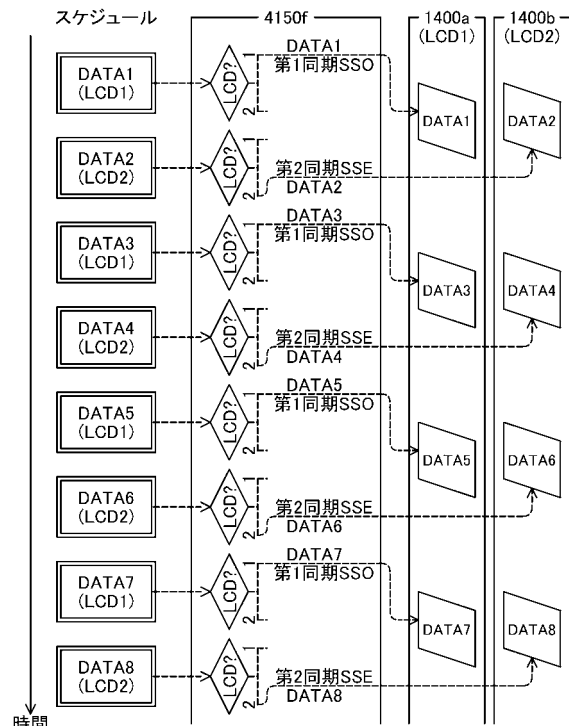 スケジュール
4150f
1400a
(LCD1)
1400b
(LCD2)
DATA1
(LCD1)
LCD?
1
2
DATA1
第1同期SSO
DATA1
DATA2
(LCD2)
LCD?
1
2
第2同期SSE
DATA2
DATA2
DATA3
(LCD1)
LCD?
1
2
DATA3
第1同期SSO
DATA3
DATA4
(LCD2)
LCD?
1
2
第2同期SSE
DATA4
DATA4
DATA5
(LCD1)
LCD?
1
2
DATA5
第1同期SSO
DATA5
DATA6
(LCD2)
LCD?
1
2
第2同期SSE
DATA6
DATA6
DATA7
(LCD1)
LCD?
1
2
DATA7
第1同期SSO
DATA7
DATA8
(LCD2)
LCD?
1
2
第2同期SSE
DATA8
DATA8
時間